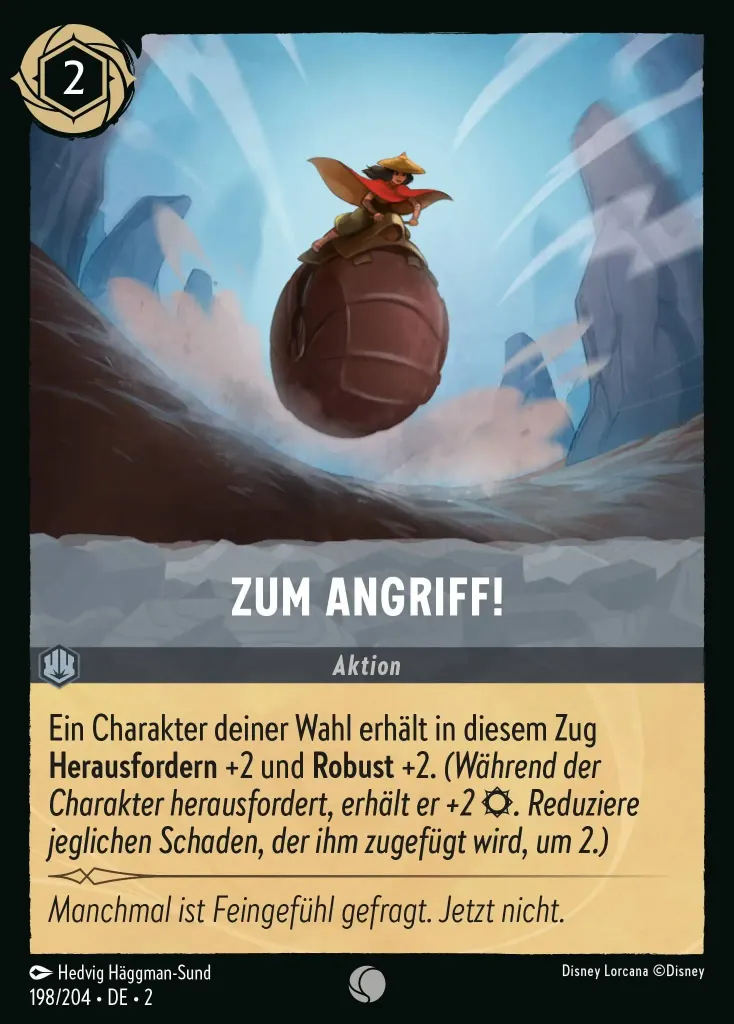 2
ZUM ANGRIFF!
Aktion
Ein Charakter deiner Wahl erhält in diesem Zug
Herausfordern +2 und Robust +2. (Während der
Charakter herausfordert, erhält er +2 . Reduziere
jeglichen Schaden, der ihm zugefügt wird, um 2.)
Manchmal ist Feingefühl gefragt. Jetzt nicht.
Hedvig Häggman-Sund
Disney Lorcana ©Disney
198/204 • DE • 2